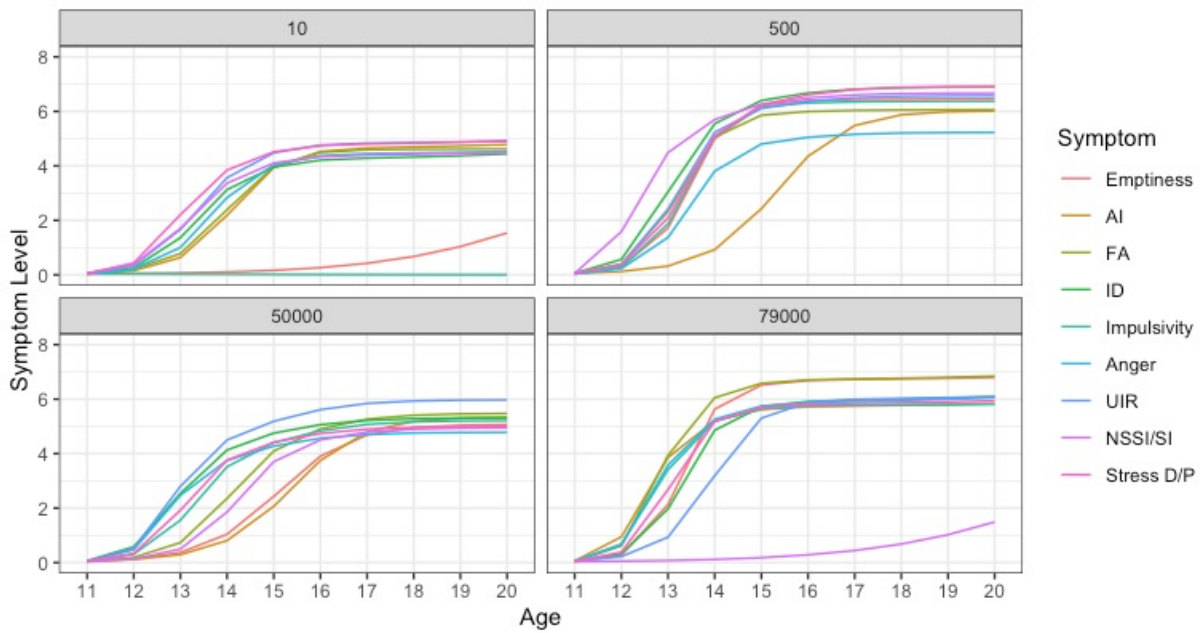 10
500
8
6
4
2
0
50000
79000
8
6
4
2
0
11 12 13 14 15 16 17 18 19 20
11 12 13 14 15 16 17 18 19 20
Symptom Level
Age
Symptom
Emptiness
AI
FA
ID
Impulsivity
Anger
UIR
NSSI/SI
Stress D/P